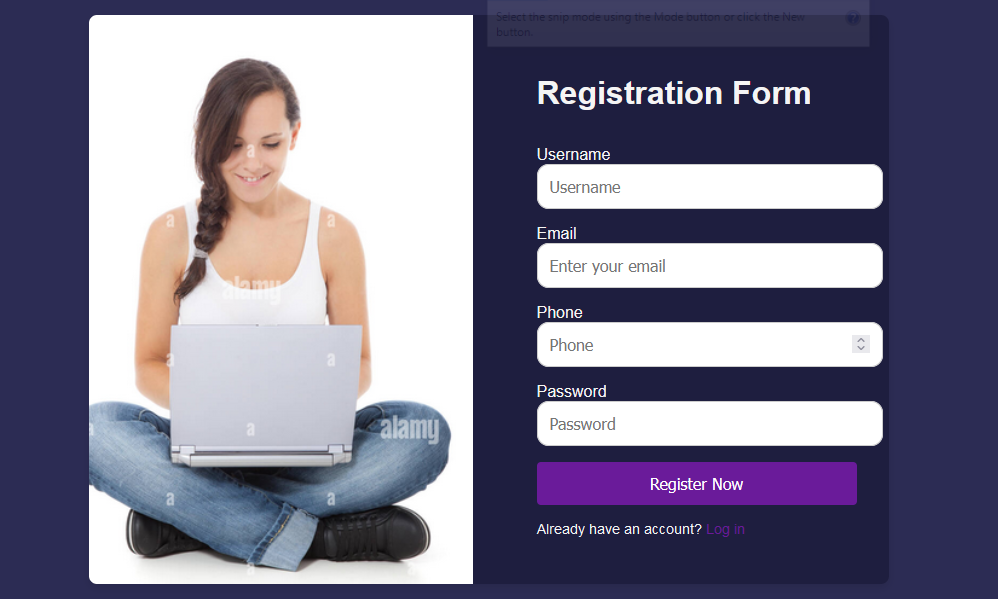 Select the snip mode using the Mode button or click the New
button.
?
Registration Form
Username
Username
Email
Enter your email
Phone
Phone
Password
Password
Register Now
Already have an account? Log in
a
a
a
alamy
a
a
a
alamy
a
a
a
a